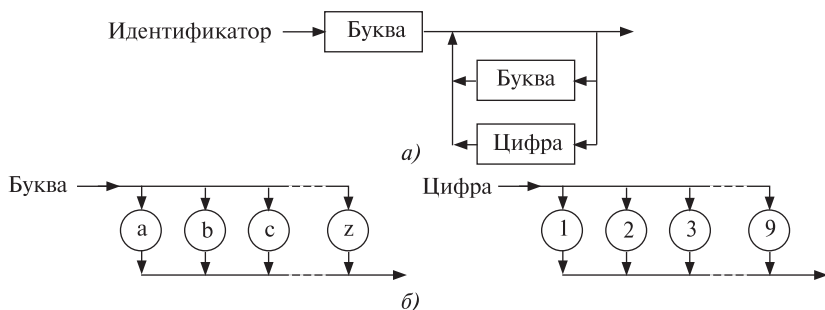 Идентификатор Буква
Буква
Цифра
а)
Буква Цифра
a b c z 1 2 3 9
б)